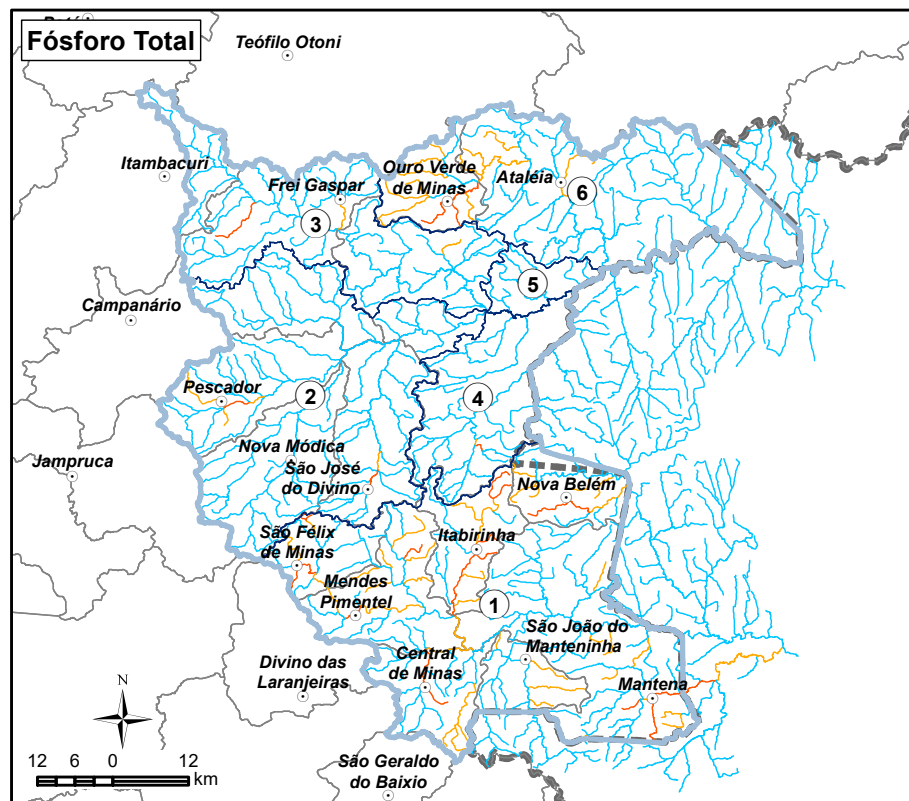 Fósforo Total
Teófilo Otoni
Itambacuri
Frei Gaspar
Ouro Verde
de Minas
Ataléia
6
3
5
Campanário
Pescador
2
4
Nova Módica
São José
do Divino
Jampruca
Nova Belém
São Félix
de Minas
Itabirinha
Mendes
Pimentel
1
São João do
Manteninha
Central
de Minas
Divino das
Laranjeiras
Mantena
N
São Geraldo
do Baixio
12 6 0 12
km